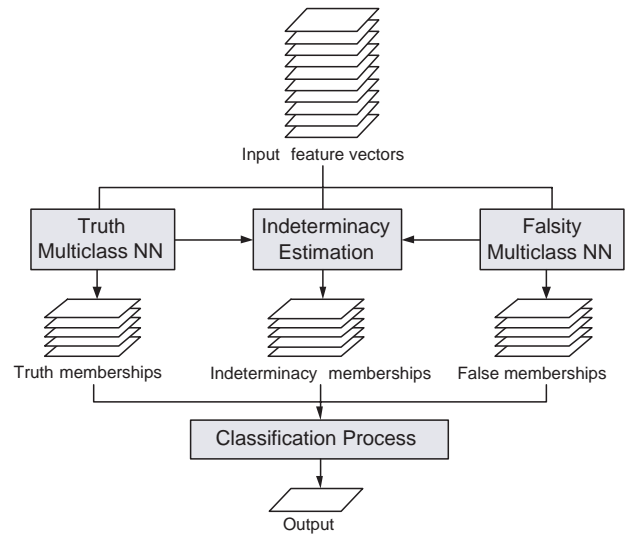 Input feature vectors
Truth
Multiclass NN
Indeterminacy
Estimation
Falsity
Multiclass NN
Truth memberships
Indeterminacy memberships
False memberships
Classification Process
Output